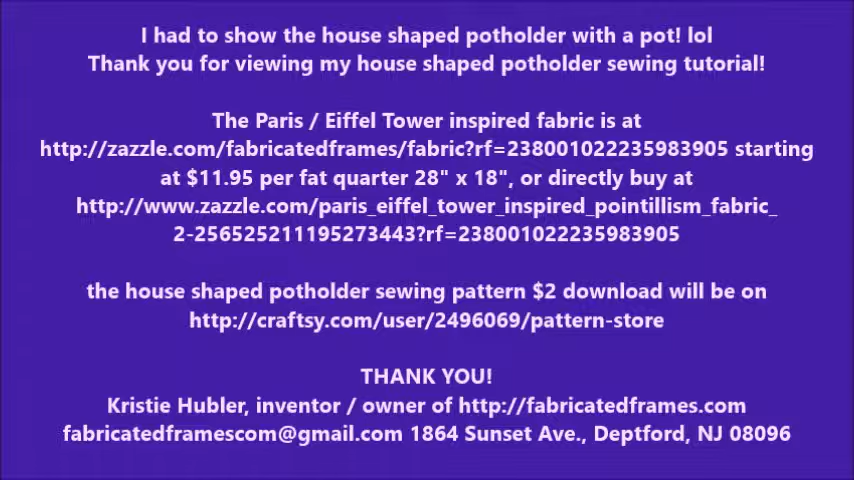 I had to show the house shaped potholder with a pot! lol
Thank you for viewing my house shaped potholder sewing tutorial!
The Paris / Eiffel Tower inspired fabric is at
http://zazzle.com/fabricatedframes/fabric?rf=238001022235983905 starting
at $11.95 per fat quarter 28" x 18", or directly buy at
http://www.zazzle.com/paris_eiffel_tower_inspired_pointillism_fabric_
2-256525211195273443?rf=238001022235983905
the house shaped potholder sewing pattern $2 download will be on
http://craftsy.com/user/2496069/pattern-store
THANK YOU!
Kristie Hubler, inventor / owner of http://fabricatedframes.com
fabricatedframescom@gmail.com 1864 Sunset Ave., Deptford, NJ 08096